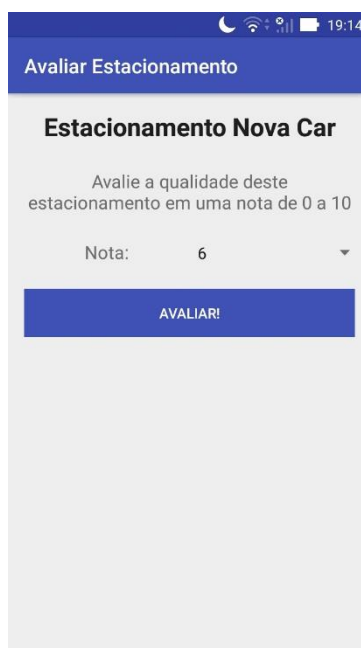 19:14
Avaliar Estacionamento
Estacionamento Nova Car
Avalie a qualidade deste
estacionamento em uma nota de 0 a 10
Nota: 6
AVALIAR!